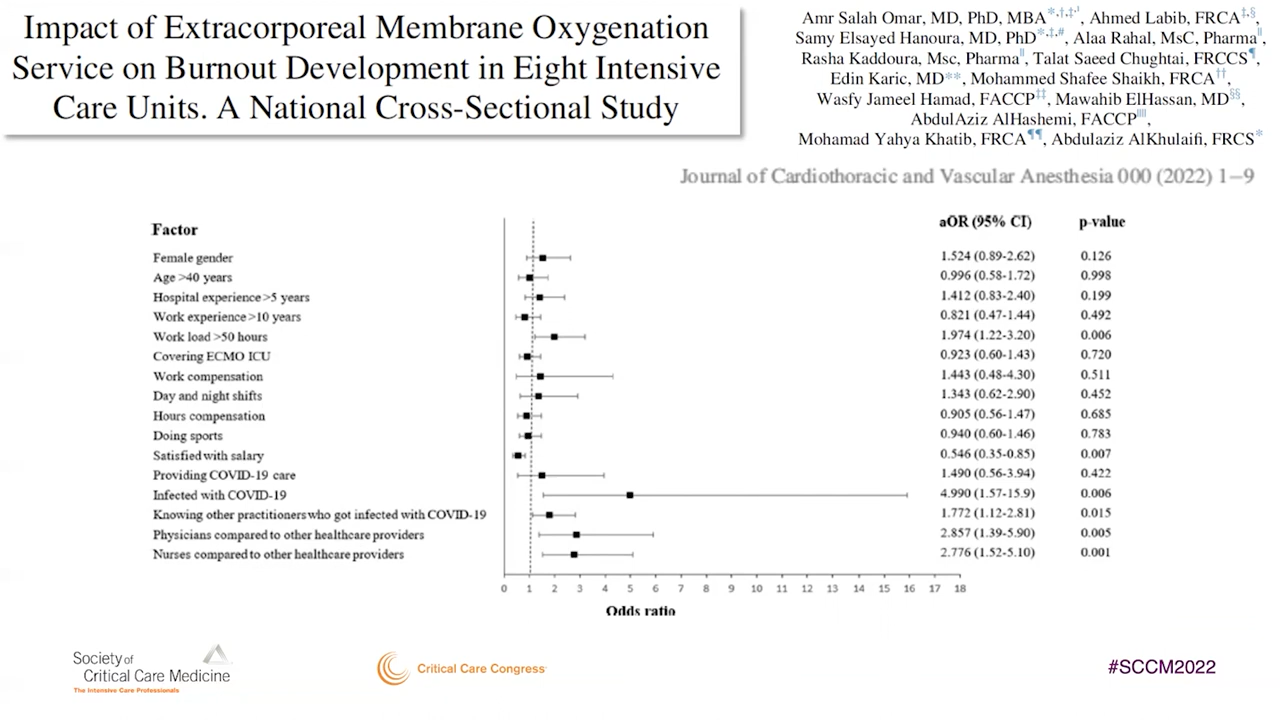 Impact of Extracorporeal Membrane Oxygenation
Service on Burnout Development in Eight Intensive
Care Units. A National Cross-Sectional Study
Amr Salah Omar, MD, PhD, MBA*,†,‡,¹, Ahmed Labib, FRCA‡,§,
Samy Elsayed Hanoura, MD, PhD*,‡,#, Alaa Rahal, MsC, Pharma||,
Rasha Kaddoura, Msc, Pharma||, Talat Saeed Chughtai, FRCCS¶,
Edin Karic, MD**, Mohammed Shafee Shaikh, FRCA††,
Wasfy Jameel Hamad, FACCP‡‡, Mawahib ElHassan, MD§§,
AbdulAziz AlHashemi, FACCP||||,
Mohamad Yahya Khatib, FRCA¶¶, Abdulaziz AlKhulaifi, FRCS*
Journal of Cardiothoracic and Vascular Anesthesia 000 (2022) 1–9
Factor aOR (95% CI) p-value
Female gender 1.524 (0.89-2.62) 0.126
Age >40 years 0.996 (0.58-1.72) 0.998
Hospital experience >5 years 1.412 (0.83-2.40) 0.199
Work experience >10 years 0.821 (0.47-1.44) 0.492
Work load >50 hours 1.974 (1.22-3.20) 0.006
Covering ECMO ICU 0.923 (0.60-1.43) 0.720
Work compensation 1.443 (0.48-4.30) 0.511
Day and night shifts 1.343 (0.62-2.90) 0.452
Hours compensation 0.905 (0.56-1.47) 0.685
Doing sports 0.940 (0.60-1.46) 0.783
Satisfied with salary 0.546 (0.35-0.85) 0.007
Providing COVID-19 care 1.490 (0.56-3.94) 0.422
Infected with COVID-19 4.990 (1.57-15.9) 0.006
Knowing other practitioners who got infected with COVID-19 1.772 (1.12-2.81) 0.015
Physicians compared to other healthcare providers 2.857 (1.39-5.90) 0.005
Nurses compared to other healthcare providers 2.776 (1.52-5.10) 0.001
0 1 2 3 4 5 6 7 8 9 10 11 12 13 14 15 16 17 18
Odds ratio
Society of
Critical Care Medicine
The Intensive Care Professionals
Critical Care Congress
#SCCM2022